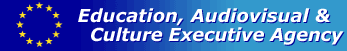 Education, Audiovisual &
Culture Executive Agency